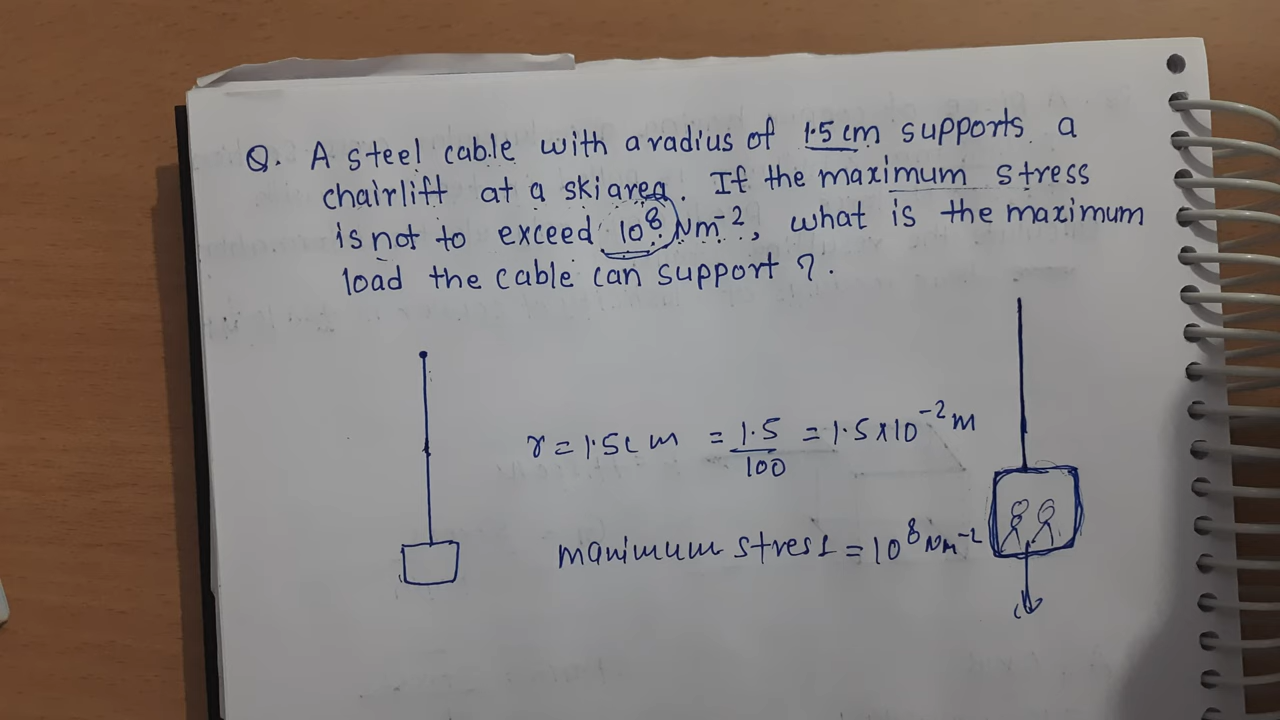 Q. A steel cable with a radius of 1.5 cm supports a
chairlift at a ski area. If the maximum stress
is not to exceed 10⁸ Nm⁻², what is the maximum
load the cable can support ?.
r = 1.5 cm = 1.5/100 = 1.5 x 10⁻² m
manimum stress = 10⁸ Nm⁻²